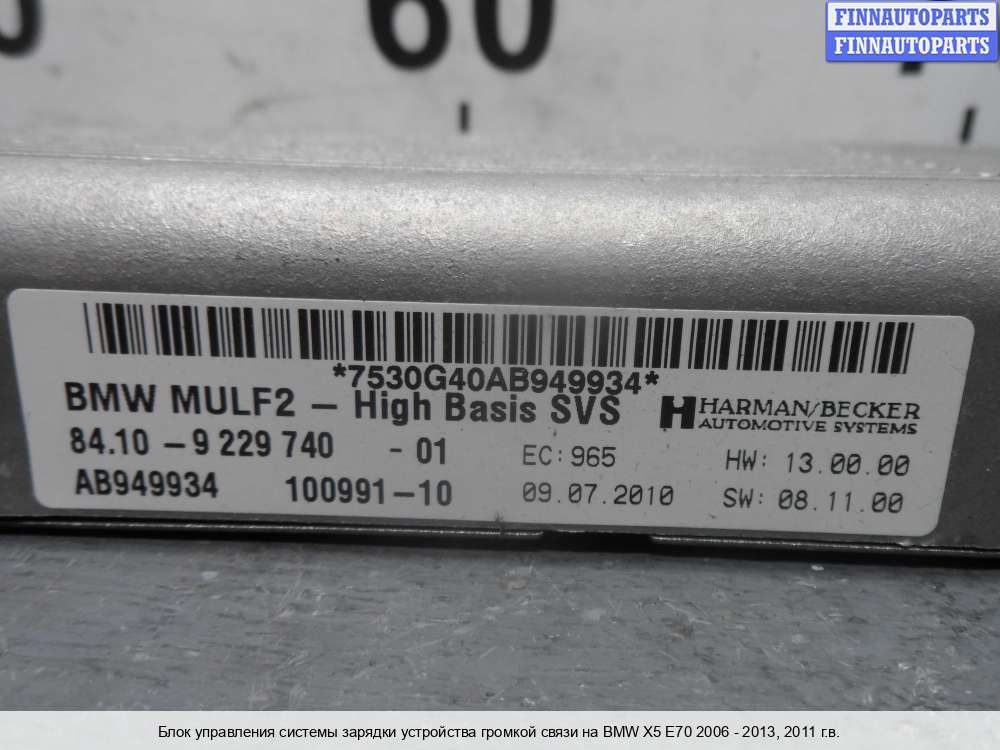 60
FINNAUTOPARTS
FINNAUTOPARTS
*7530G40AB949934*
BMW MULF2 – High Basis SVS
HARMAN/BECKER
AUTOMOTIVE SYSTEMS
84.10 – 9 229 740 - 01
EC: 965
HW: 13.00.00
AB949934
100991-10
09.07.2010
SW: 08.11.00
Блок управления системы зарядки устройства громкой связи на BMW X5 E70 2006 - 2013, 2011 г.в.